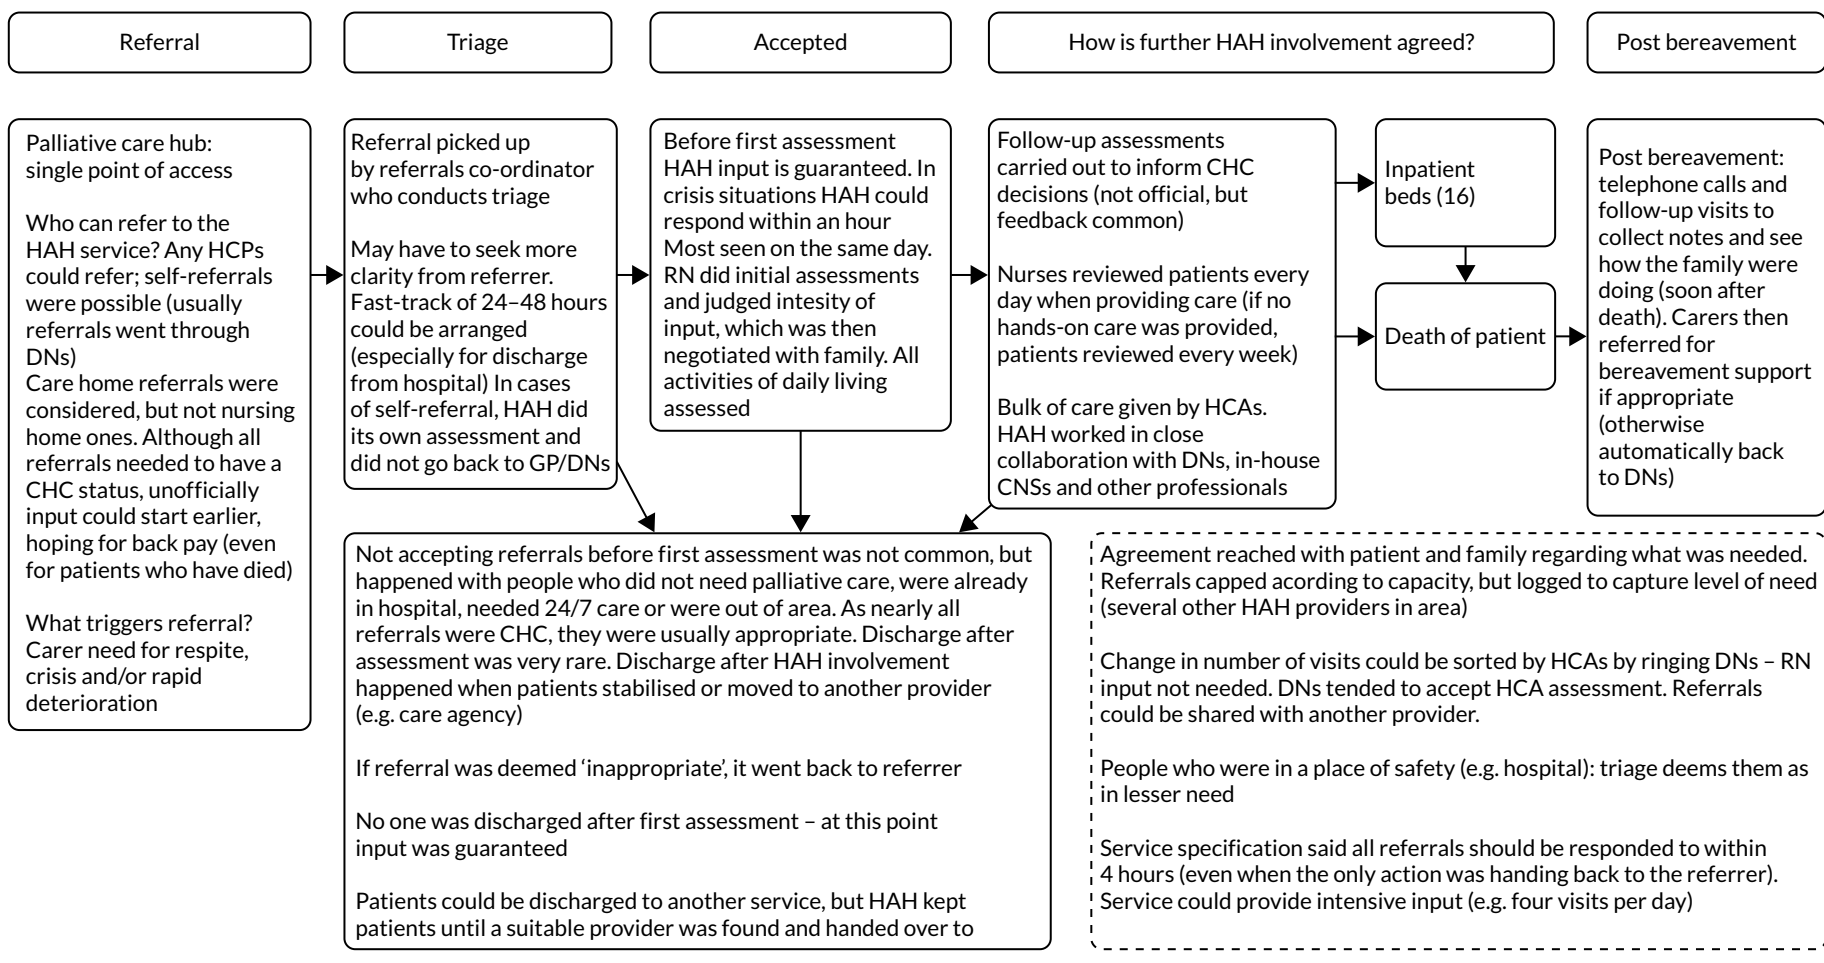 Referral
Triage
Accepted
How is further HAH involvement agreed?
Post bereavement
Palliative care hub:
single point of access
Who can refer to the
HAH service? Any HCPs
could refer; self-referrals
were possible (usually
referrals went through
DNs)
Care home referrals were
considered, but not nursing
home ones. Although all
referrals needed to have a
CHC status, unofficially
input could start earlier,
hoping for back pay (even
for patients who have died)
What triggers referral?
Carer need for respite,
crisis and/or rapid
deterioration
Referral picked up
by referrals co-ordinator
who conducts triage
May have to seek more
clarity from referrer.
Fast-track of 24–48 hours
could be arranged
(especially for discharge
from hospital) In cases
of self-referral, HAH did
its own assessment and
did not go back to GP/DNs
Before first assessment
HAH input is guaranteed. In
crisis situations HAH could
respond within an hour
Most seen on the same day.
RN did initial assessments
and judged intesity of
input, which was then
negotiated with family. All
activities of daily living
assessed
Follow-up assessments
carried out to inform CHC
decisions (not official, but
feedback common)
Nurses reviewed patients every
day when providing care (if no
hands-on care was provided,
patients reviewed every week)
Bulk of care given by HCAs.
HAH worked in close
collaboration with DNs, in-house
CNSs and other professionals
Inpatient
beds (16)
Death of patient
Post bereavement:
telephone calls and
follow-up visits to
collect notes and see
how the family were
doing (soon after
death). Carers then
referred for
bereavement support
if appropriate
(otherwise
automatically back
to DNs)
Not accepting referrals before first assessment was not common, but
happened with people who did not need palliative care, were already
in hospital, needed 24/7 care or were out of area. As nearly all
referrals were CHC, they were usually appropriate. Discharge after
assessment was very rare. Discharge after HAH involvement
happened when patients stabilised or moved to another provider
(e.g. care agency)
If referral was deemed ‘inappropriate’, it went back to referrer
No one was discharged after first assessment – at this point
input was guaranteed
Patients could be discharged to another service, but HAH kept
patients until a suitable provider was found and handed over to
Agreement reached with patient and family regarding what was needed.
Referrals capped acording to capacity, but logged to capture level of need
(several other HAH providers in area)
Change in number of visits could be sorted by HCAs by ringing DNs – RN
input not needed. DNs tended to accept HCA assessment. Referrals
could be shared with another provider.
People who were in a place of safety (e.g. hospital): triage deems them as
in lesser need
Service specification said all referrals should be responded to within
4 hours (even when the only action was handing back to the referrer).
Service could provide intensive input (e.g. four visits per day)